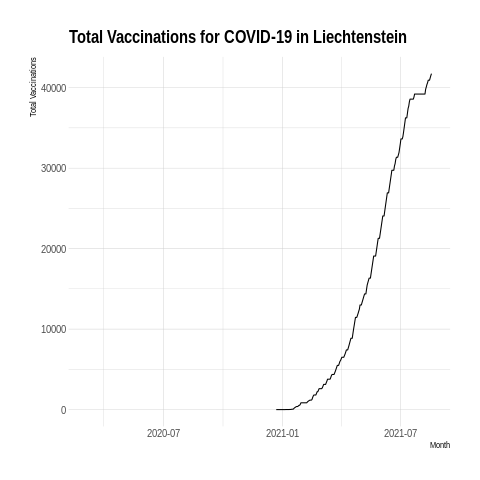 Total Vaccinations for COVID-19 in Liechtenstein
Total Vaccinations
40000
30000
20000
10000
0
2020-07
2021-01
2021-07
Month